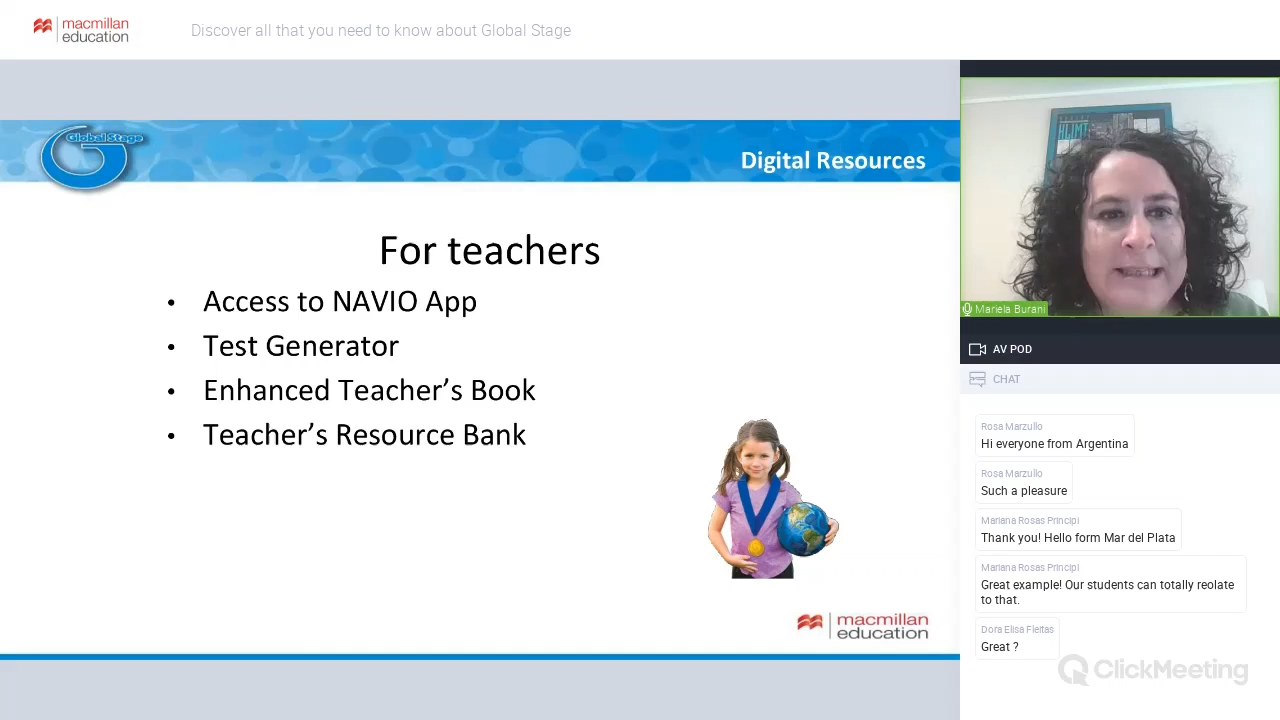 macmillan
education
Discover all that you need to know about Global Stage
Global Stage
Digital Resources
For teachers
• Access to NAVIO App
• Test Generator
• Enhanced Teacher’s Book
• Teacher’s Resource Bank
macmillan
education
Mariela Burani
AV POD
CHAT
Rosa Marzullo
Hi everyone from Argentina
Rosa Marzullo
Such a pleasure
Mariana Rosas Principi
Thank you! Hello form Mar del Plata
Mariana Rosas Principi
Great example! Our students can totally reolate
to that.
Dora Elisa Fleitas
Great ?
ClickMeeting